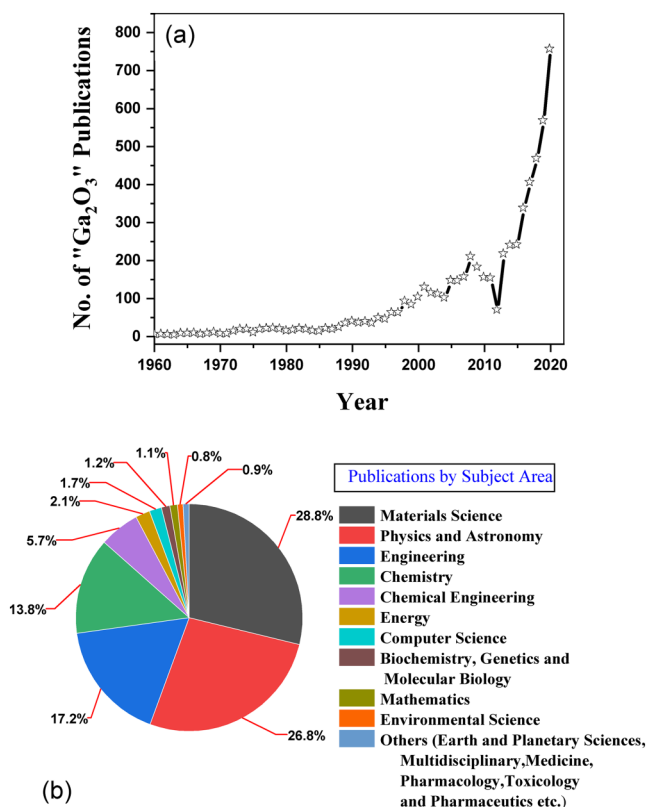 (a)
No. of "Ga₂O₃" Publications
800
700
600
500
400
300
200
100
0
1960 1970 1980 1990 2000 2010 2020
Year
(b)
1.2%
1.1%
0.8%
0.9%
1.7%
2.1%
5.7%
13.8%
17.2%
26.8%
28.8%
Publications by Subject Area
Materials Science
Physics and Astronomy
Engineering
Chemistry
Chemical Engineering
Energy
Computer Science
Biochemistry, Genetics and
Molecular Biology
Mathematics
Environmental Science
Others (Earth and Planetary Sciences,
Multidisciplinary,Medicine,
Pharmacology,Toxicology
and Pharmaceutics etc.)